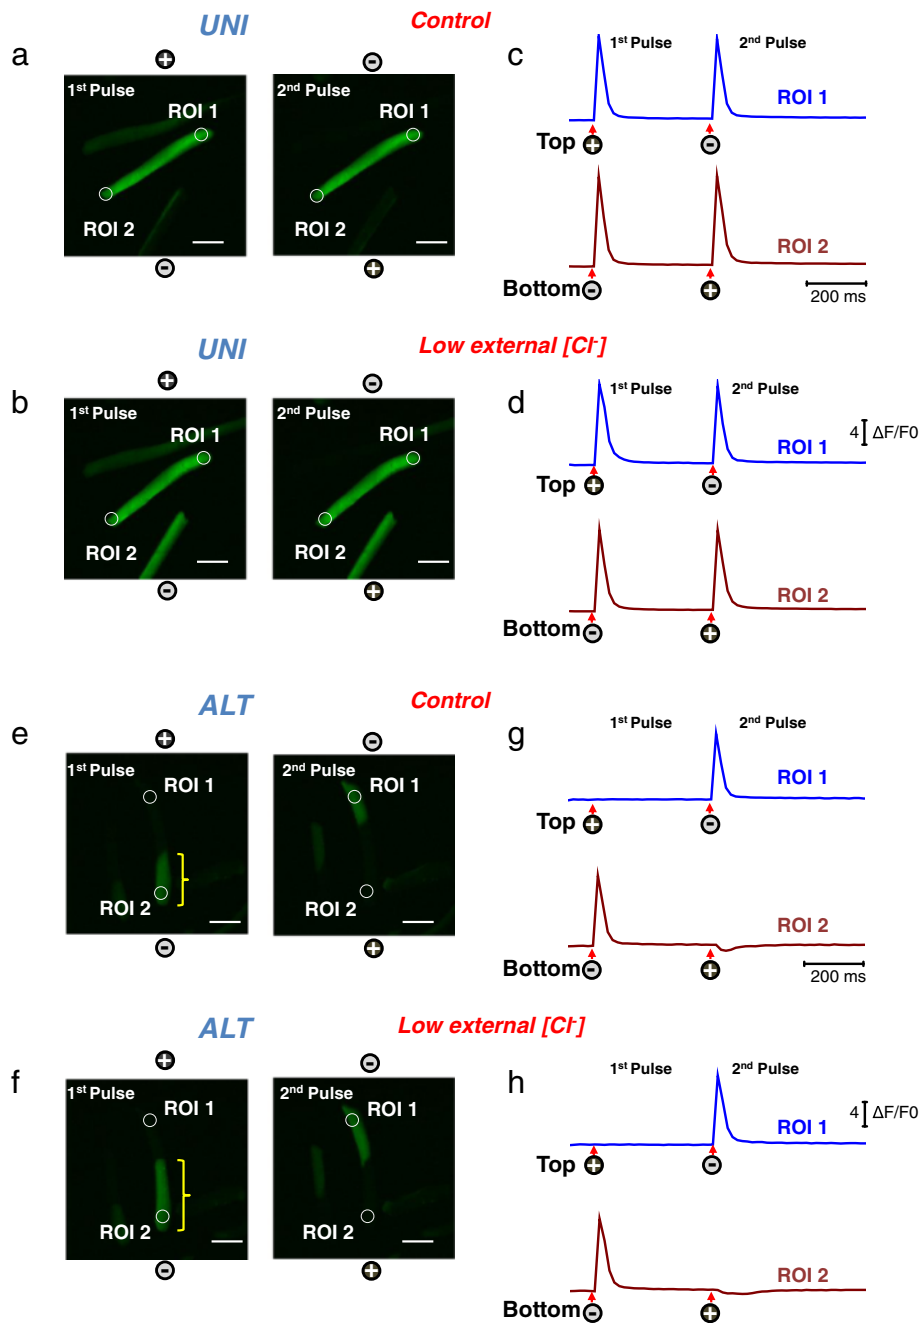 UNI Control
a + -
1st Pulse ROI 1 ROI 2
2nd Pulse ROI 1 ROI 2
- +
c 1st Pulse 2nd Pulse
ROI 1
Top + -
ROI 2
Bottom - +
200 ms
UNI Low external [Cl-]
b + -
1st Pulse ROI 1 ROI 2
2nd Pulse ROI 1 ROI 2
- +
d 1st Pulse 2nd Pulse
4 ΔF/F0
ROI 1
Top + -
ROI 2
Bottom - +
ALT Control
e + -
1st Pulse ROI 1 ROI 2
2nd Pulse ROI 1 ROI 2
- +
g 1st Pulse 2nd Pulse
ROI 1
Top + -
ROI 2
Bottom - +
200 ms
ALT Low external [Cl-]
f + -
1st Pulse ROI 1 ROI 2
2nd Pulse ROI 1 ROI 2
- +
h 1st Pulse 2nd Pulse
4 ΔF/F0
ROI 1
Top + -
ROI 2
Bottom - +